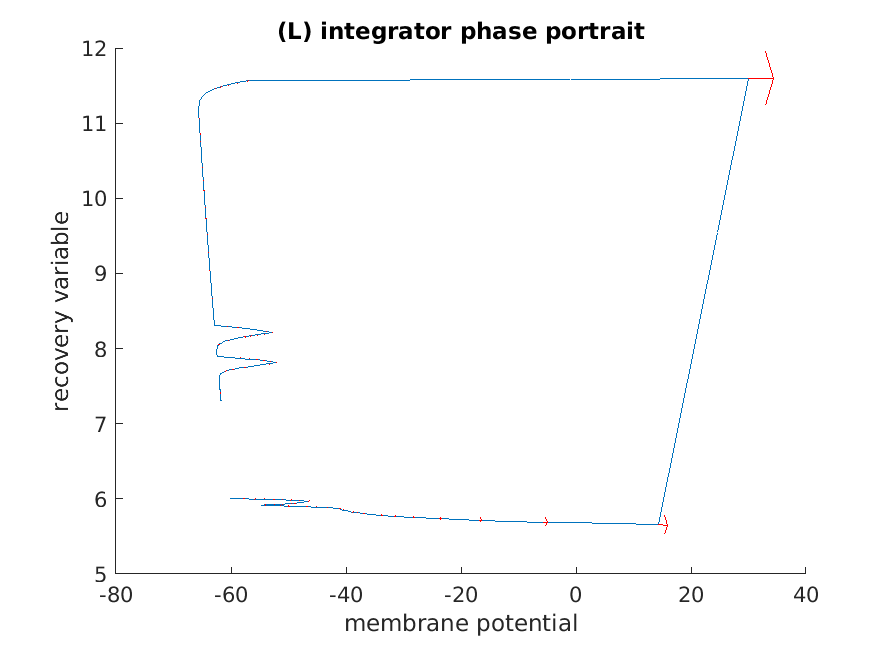 (L) integrator phase portrait
12
11
10
9
8
7
6
5
recovery variable
-80 -60 -40 -20 0 20 40
membrane potential